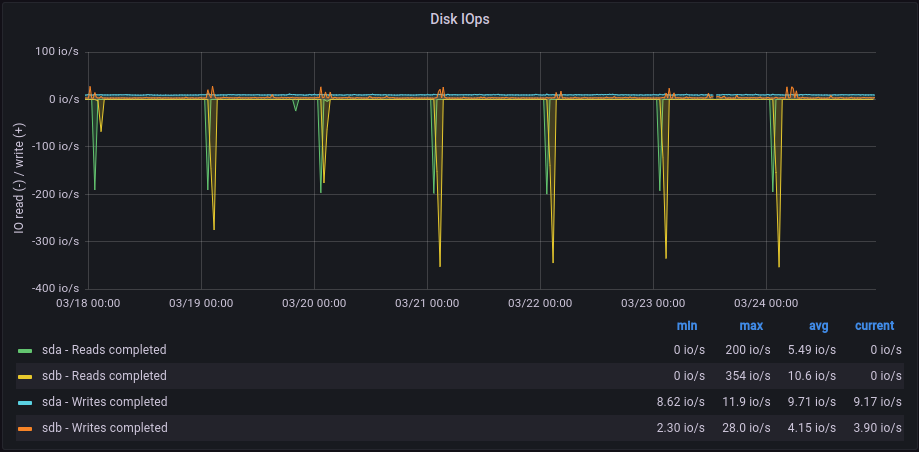 Disk IOps
IO read (-) / write (+)
100 io/s
0 io/s
-100 io/s
-200 io/s
-300 io/s
-400 io/s
03/18 00:00 03/19 00:00 03/20 00:00 03/21 00:00 03/22 00:00 03/23 00:00 03/24 00:00
min max avg current
sda - Reads completed 0 io/s 200 io/s 5.49 io/s 0 io/s
sdb - Reads completed 0 io/s 354 io/s 10.6 io/s 0 io/s
sda - Writes completed 8.62 io/s 11.9 io/s 9.71 io/s 9.17 io/s
sdb - Writes completed 2.30 io/s 28.0 io/s 4.15 io/s 3.90 io/s